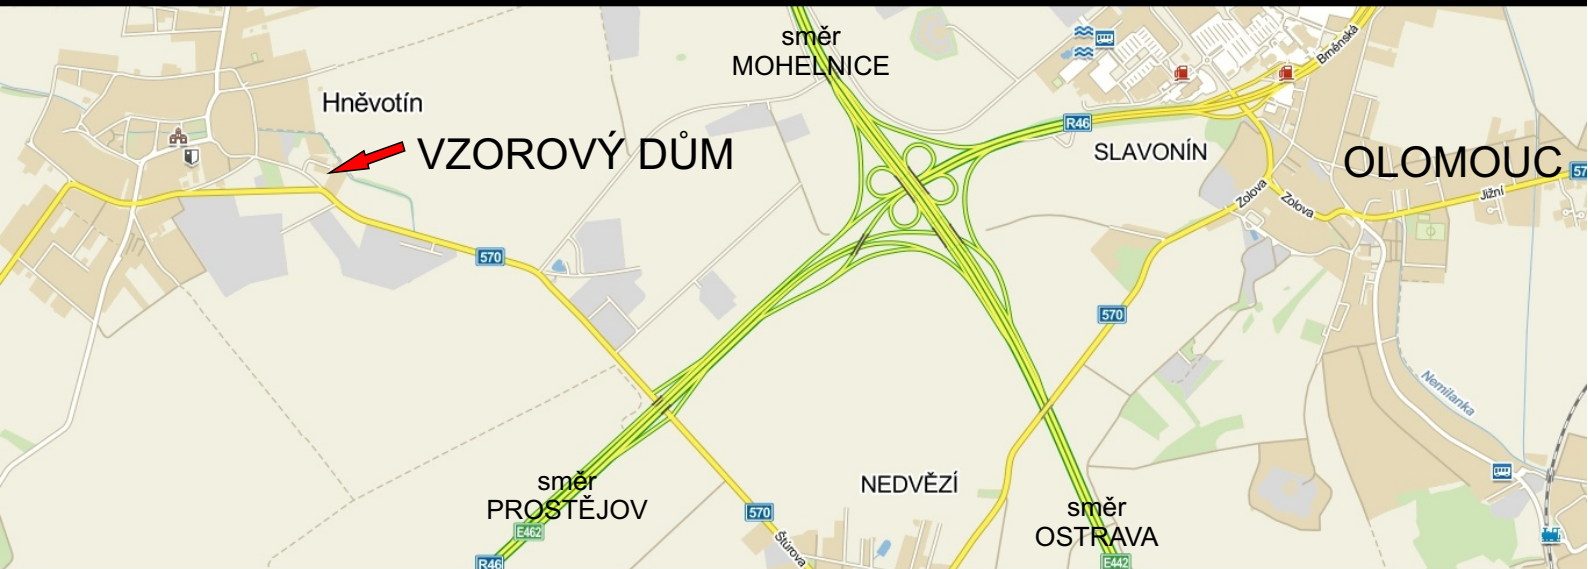 směr
MOHELNICE
Brněnská
Hněvotín
R46
VZOROVÝ DŮM
SLAVONÍN
OLOMOUC
57
Zolova
Zolova
Jižní
570
570
Nemilanka
směr
PROSTĚJOV
NEDVĚZÍ
směr
OSTRAVA
570
E462
Štúrova
R46
E442